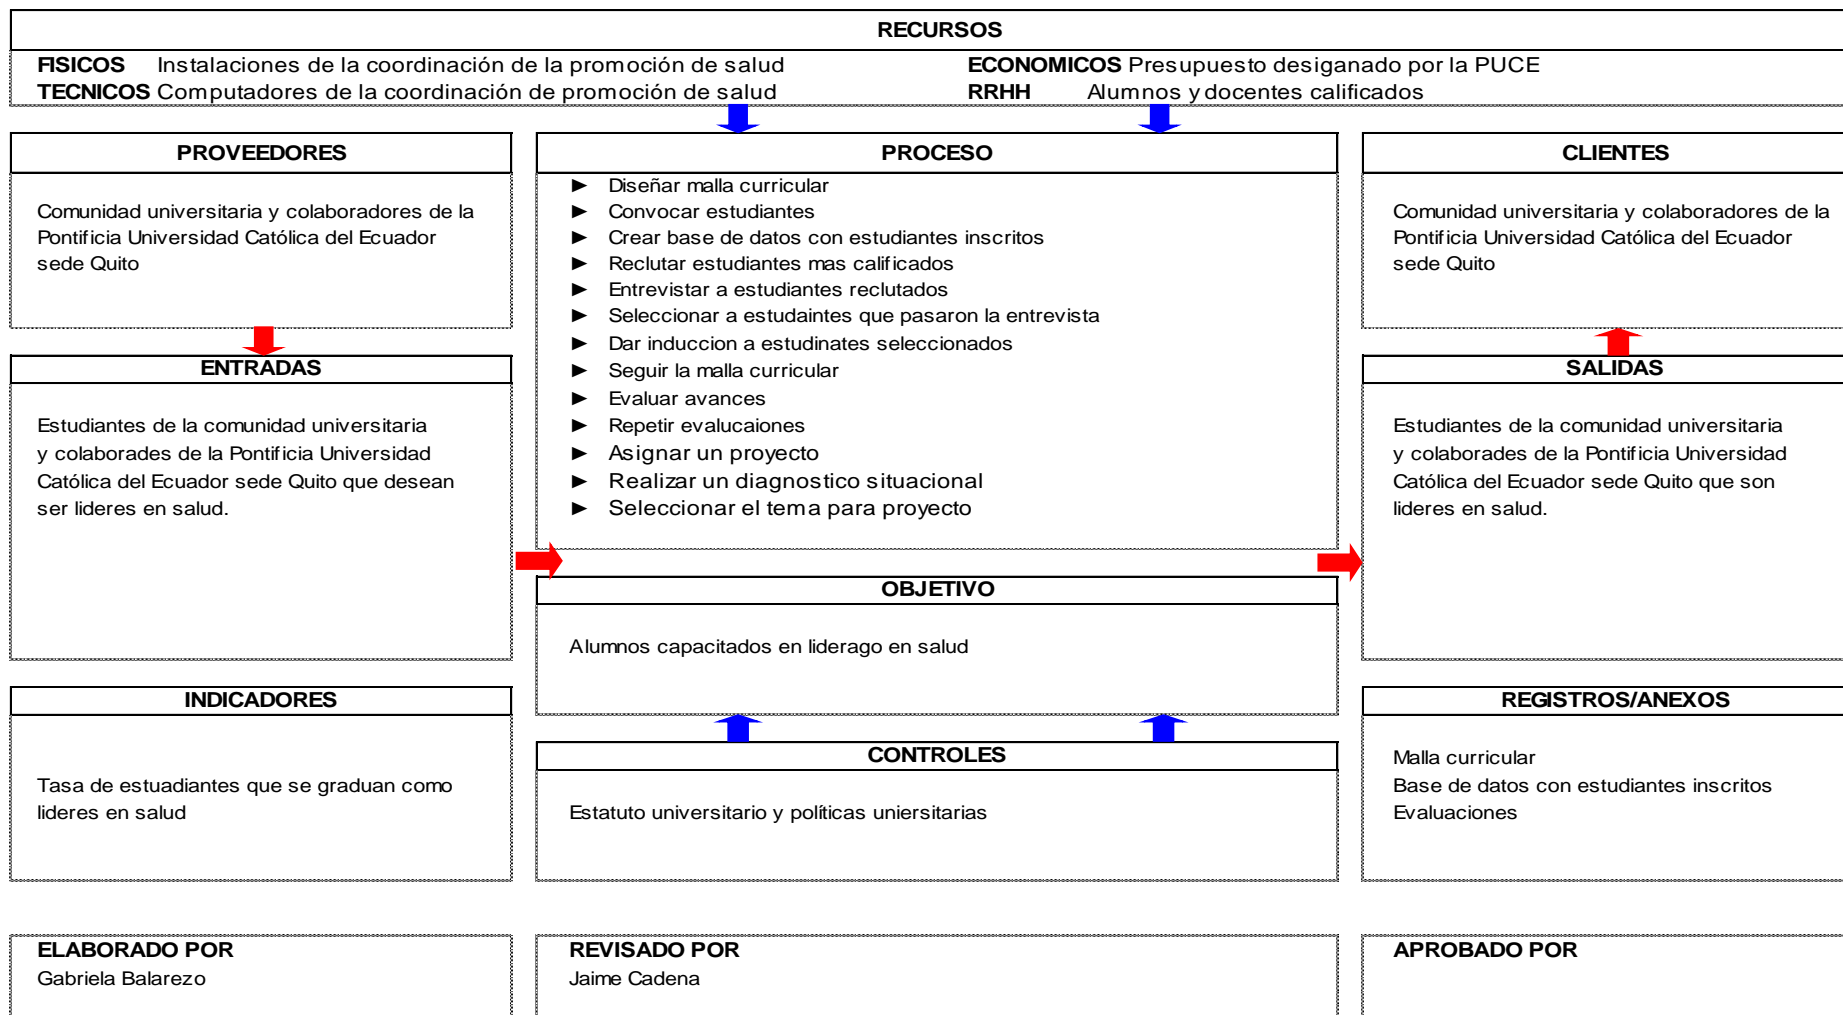 RECURSOS
FISICOS Instalaciones de la coordinación de la promoción de salud
ECONOMICOS Presupuesto desiganado por la PUCE
TECNICOS Computadores de la coordinación de promoción de salud
RRHH Alumnos y docentes calificados
PROVEEDORES
Comunidad universitaria y colaboradores de la
Pontificia Universidad Católica del Ecuador
sede Quito
ENTRADAS
Estudiantes de la comunidad universitaria
y colaborades de la Pontificia Universidad
Católica del Ecuador sede Quito que desean
ser lideres en salud.
INDICADORES
Tasa de estuadiantes que se graduan como
lideres en salud
PROCESO
► Diseñar malla curricular
► Convocar estudiantes
► Crear base de datos con estudiantes inscritos
► Reclutar estudiantes mas calificados
► Entrevistar a estudiantes reclutados
► Seleccionar a estudaintes que pasaron la entrevista
► Dar induccion a estudinates seleccionados
► Seguir la malla curricular
► Evaluar avances
► Repetir evalucaiones
► Asignar un proyecto
► Realizar un diagnostico situacional
► Seleccionar el tema para proyecto
OBJETIVO
Alumnos capacitados en liderago en salud
CONTROLES
Estatuto universitario y políticas uniersitarias
CLIENTES
Comunidad universitaria y colaboradores de la
Pontificia Universidad Católica del Ecuador
sede Quito
SALIDAS
Estudiantes de la comunidad universitaria
y colaborades de la Pontificia Universidad
Católica del Ecuador sede Quito que son
lideres en salud.
REGISTROS/ANEXOS
Malla curricular
Base de datos con estudiantes inscritos
Evaluaciones
ELABORADO POR
Gabriela Balarezo
REVISADO POR
Jaime Cadena
APROBADO POR